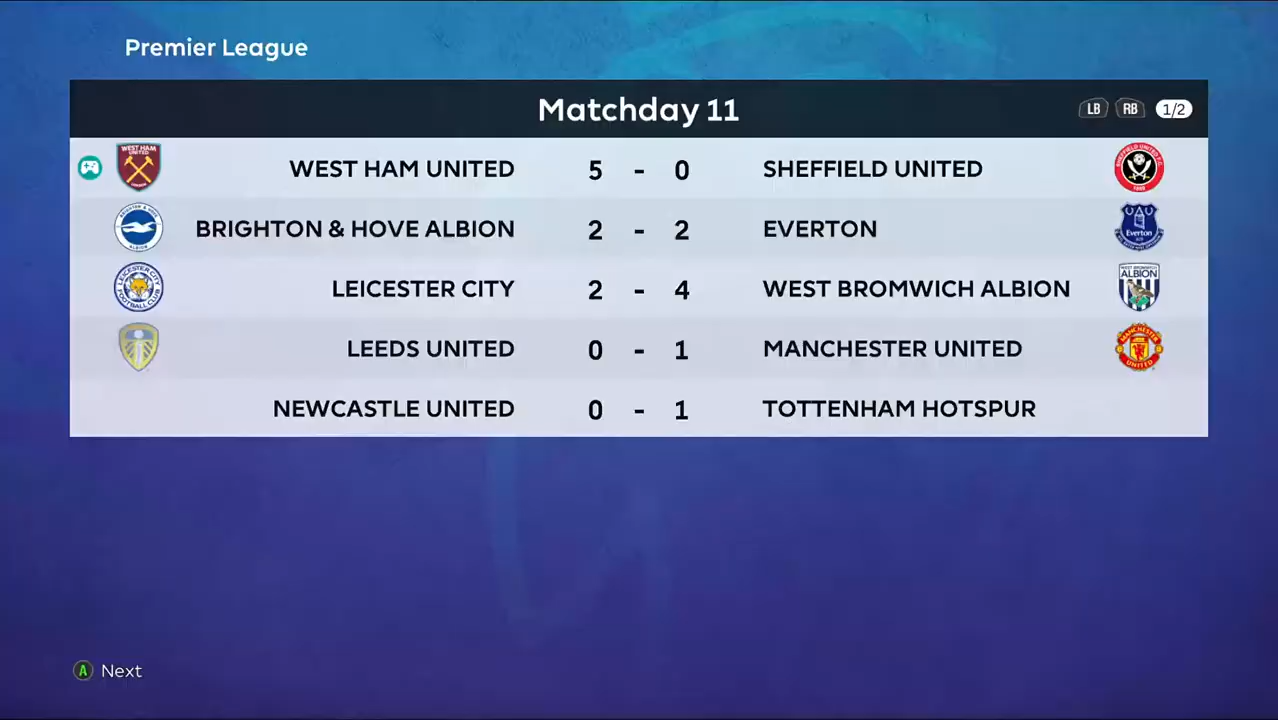 Premier League
Matchday 11
LB RB 1/2
WEST HAM UNITED 5 - 0 SHEFFIELD UNITED
BRIGHTON & HOVE ALBION 2 - 2 EVERTON
LEICESTER CITY 2 - 4 WEST BROMWICH ALBION
LEEDS UNITED 0 - 1 MANCHESTER UNITED
NEWCASTLE UNITED 0 - 1 TOTTENHAM HOTSPUR
A Next